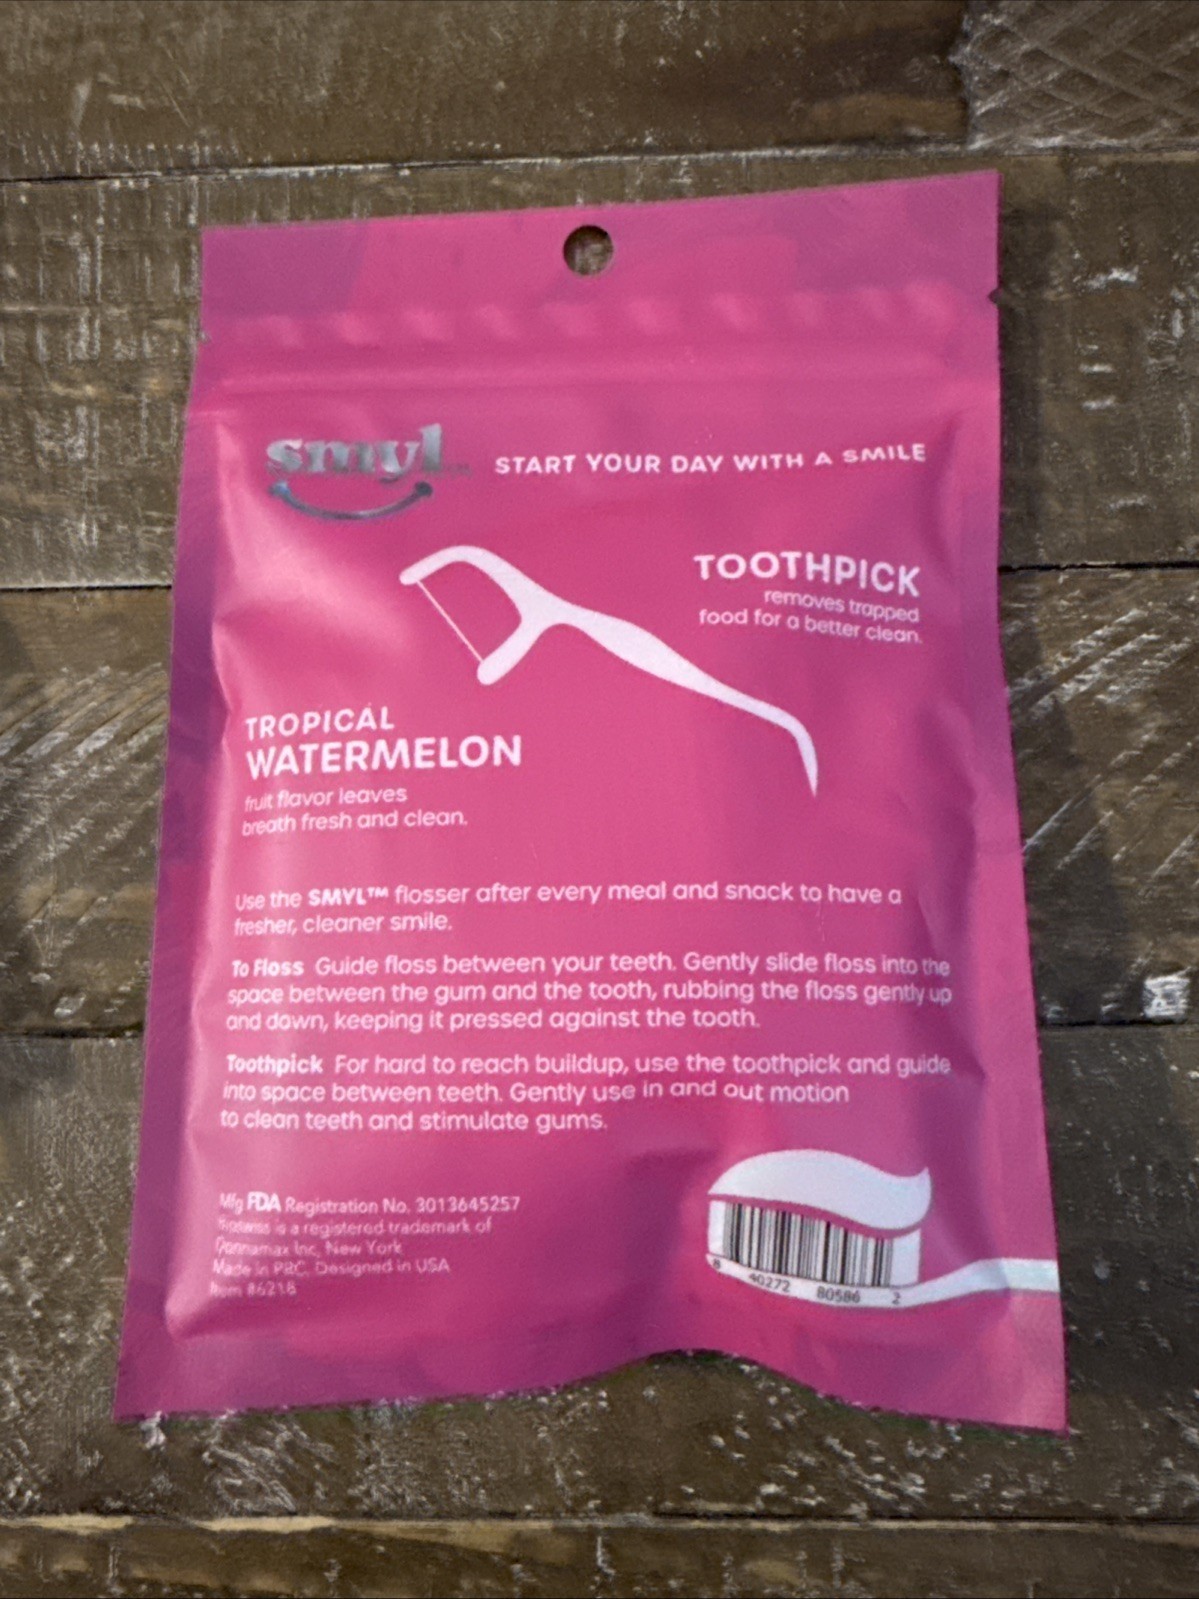 smyl
START YOUR DAY WITH A SMILE
TOOTHPICK
removes trapped
food for a better clean.
TROPICAL
WATERMELON
fruit flavor leaves
breath fresh and clean.
Use the SMYL™ flosser after every meal and snack to have a
fresher, cleaner smile.
To Floss Guide floss between your teeth. Gently slide floss into the
space between the gum and the tooth, rubbing the floss gently up
and down, keeping it pressed against the tooth.
Toothpick For hard to reach buildup, use the toothpick and guide
into space between teeth. Gently use in and out motion
to clean teeth and stimulate gums.
Mfg FDA Registration No. 3013645257
is a registered trademark of
Inc, New York
Made in PRC, Designed in USA
Item #6218
8 40272 80586 2